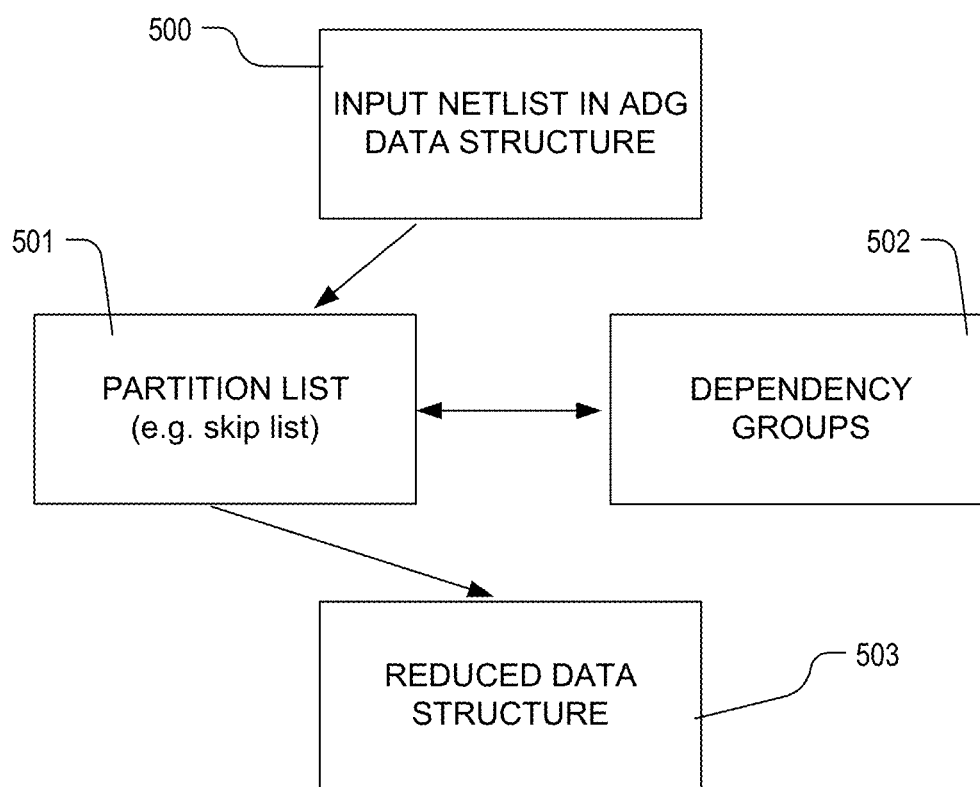 500
INPUT NETLIST IN ADG
DATA STRUCTURE
501
502
PARTITION LIST
(e.g. skip list)
DEPENDENCY
GROUPS
REDUCED DATA
STRUCTURE
503